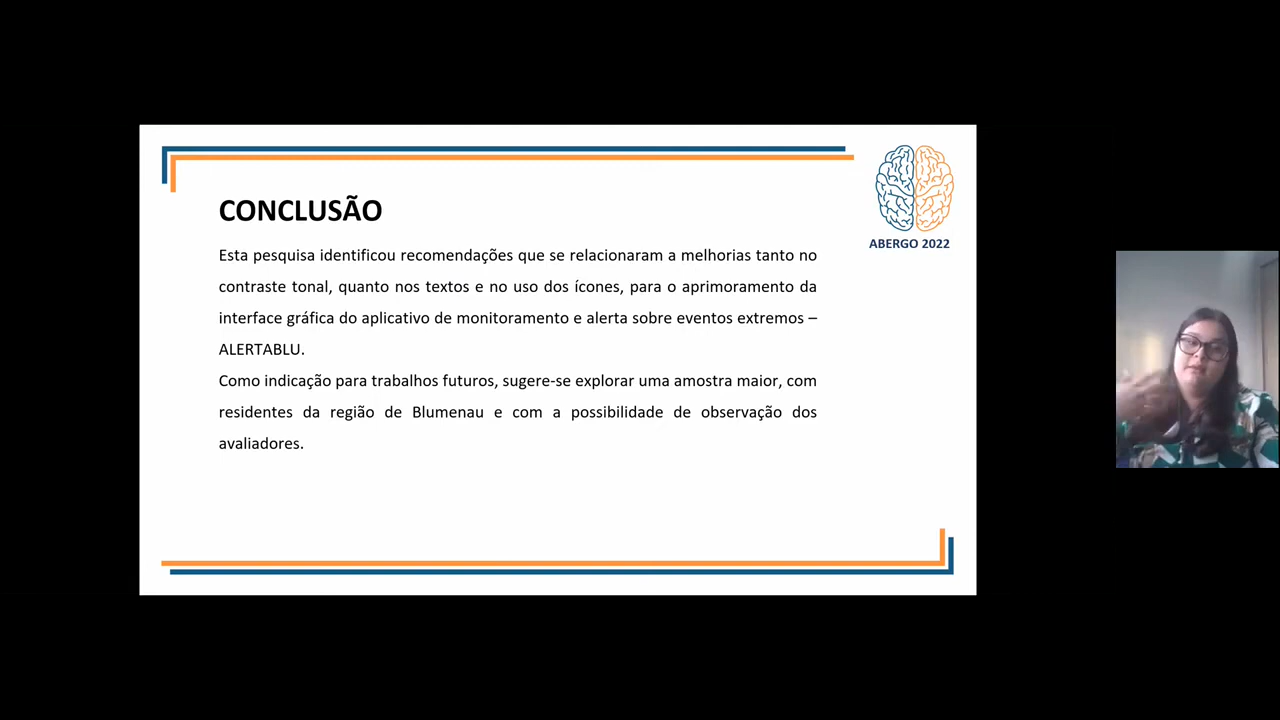 CONCLUSÃO
ABERGO 2022
Esta pesquisa identificou recomendações que se relacionaram a melhorias tanto no
contraste tonal, quanto nos textos e no uso dos ícones, para o aprimoramento da
interface gráfica do aplicativo de monitoramento e alerta sobre eventos extremos –
ALERTABLU.
Como indicação para trabalhos futuros, sugere-se explorar uma amostra maior, com
residentes da região de Blumenau e com a possibilidade de observação dos
avaliadores.